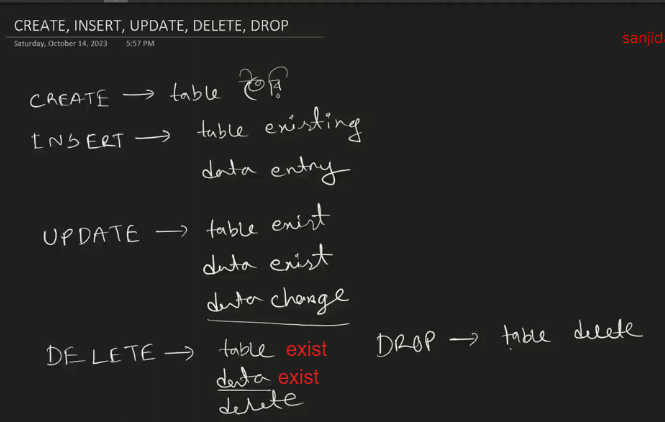 CREATE, INSERT, UPDATE, DELETE, DROP
Saturday, October 14, 2023 5:57 PM
sanjid
CREATE → table তৈরি
INSERT → table existing
data entry
UPDATE → table exist
data exist
data change
DELETE → table exist
data exist
delete
DROP → table delete